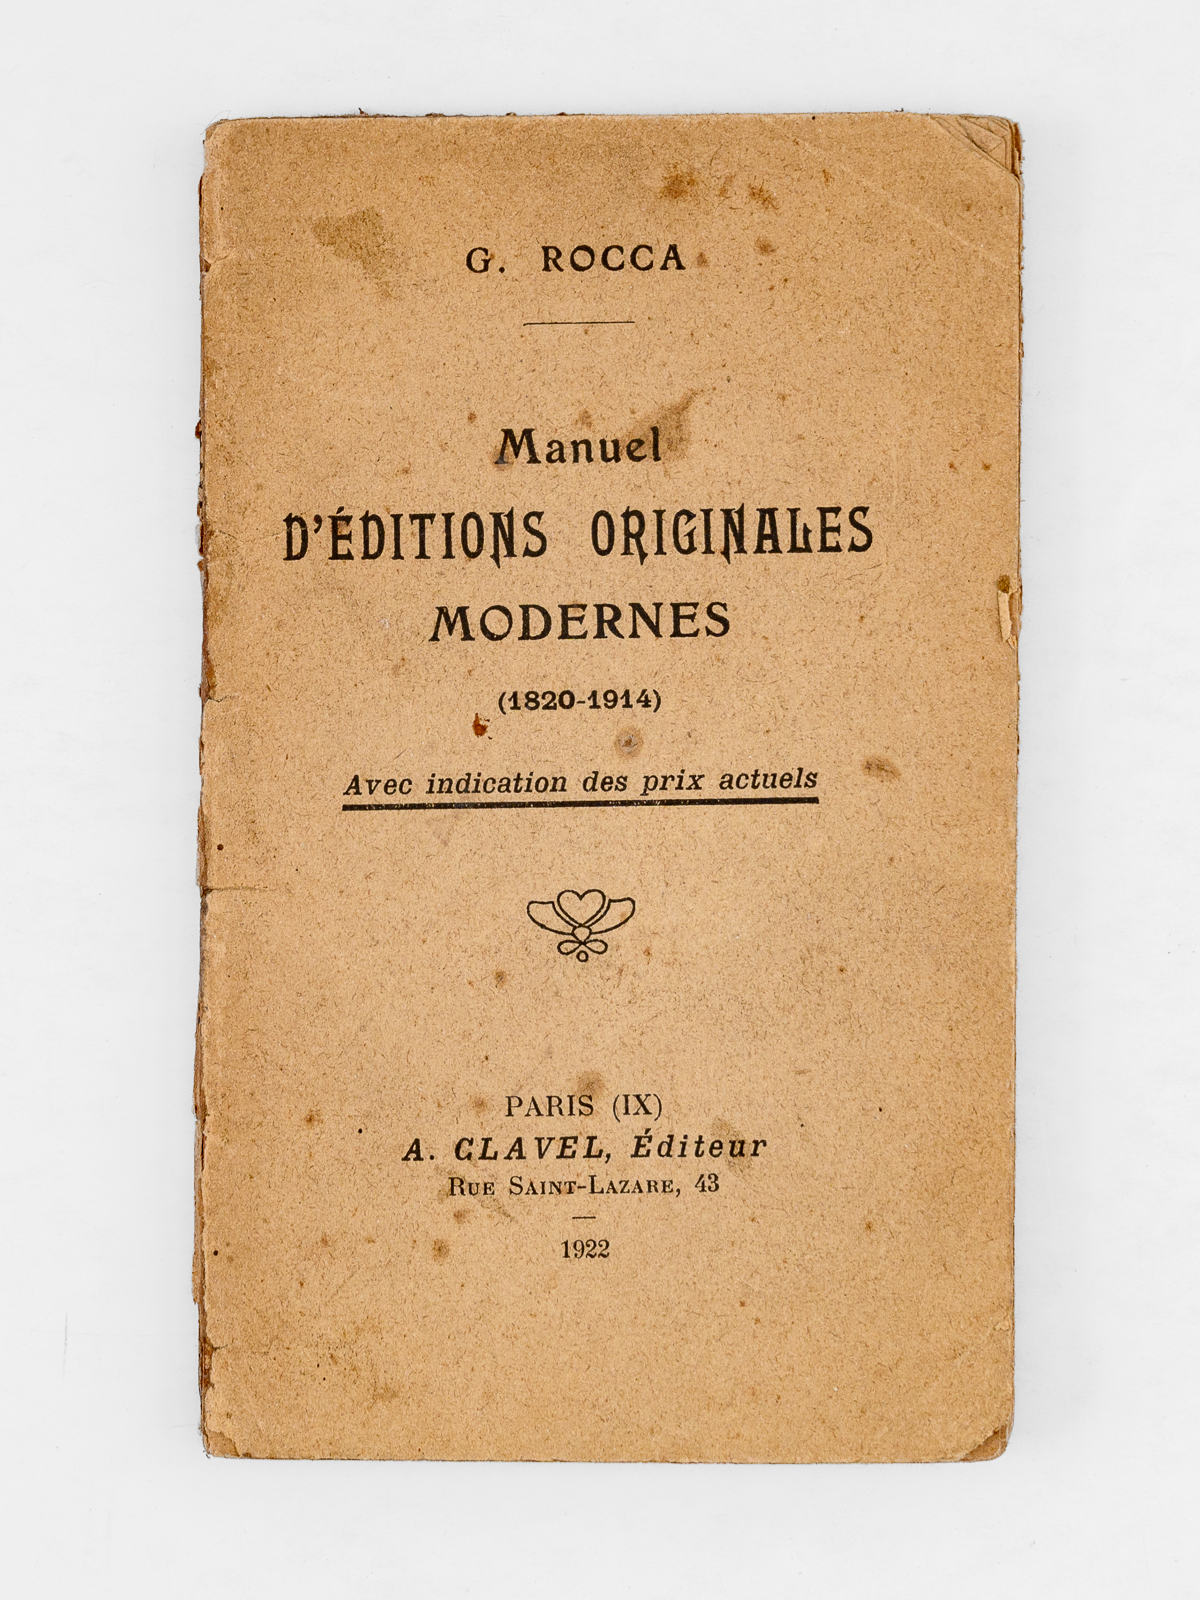 G. ROCCA
Manuel
D'ÉDITIONS ORIGINALES
MODERNES
(1820-1914)
Avec indication des prix actuels
PARIS (IX)
A. CLAVEL, Éditeur
RUE SAINT-LAZARE, 43
1922